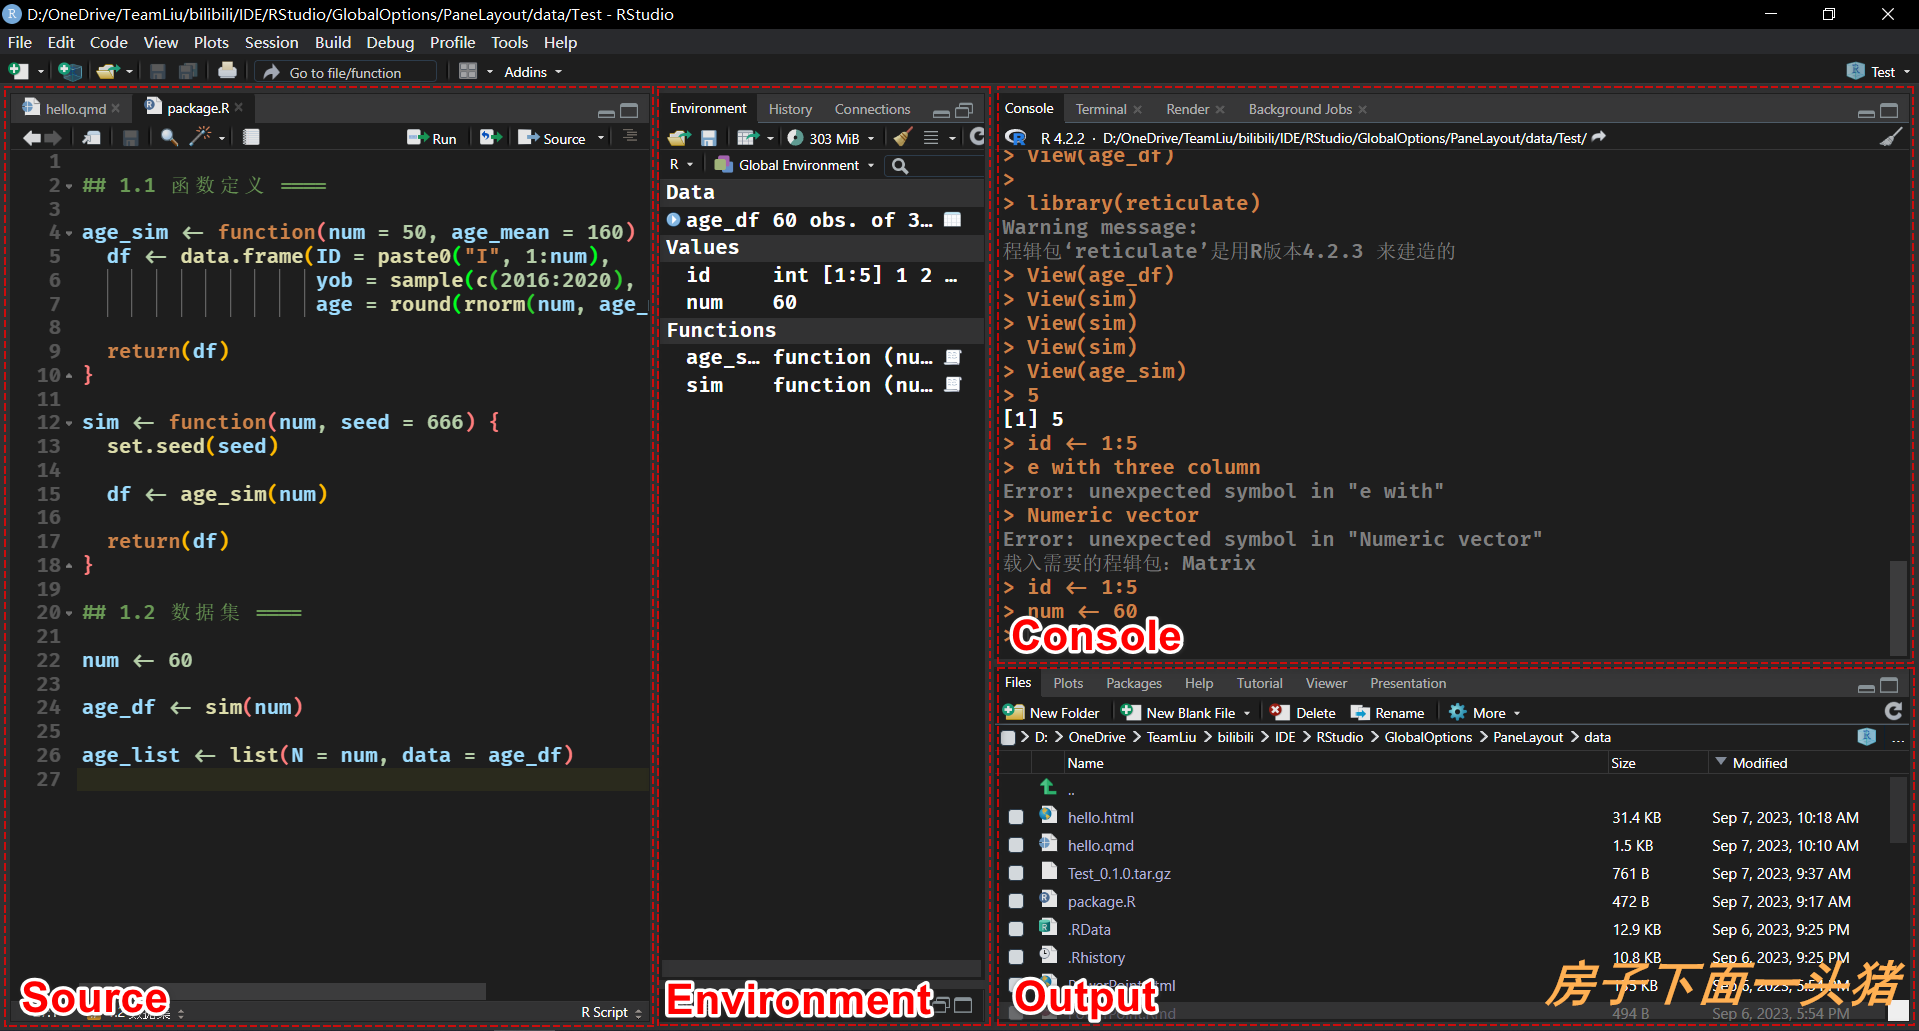 D:/OneDrive/TeamLiu/bilibili/IDE/RStudio/GlobalOptions/PaneLayout/data/Test - RStudio
File Edit Code View Plots Session Build Debug Profile Tools Help
Go to file/function Addins Test
hello.qmd package.R
Run Source
1
2 ## 1.1 函数定义 ====
3
4 age_sim <- function(num = 50, age_mean = 160)
5 df <- data.frame(ID = paste0("I", 1:num),
6 yob = sample(c(2016:2020),
7 age = round(rnorm(num, age_
8
9 return(df)
10 }
11
12 sim <- function(num, seed = 666) {
13 set.seed(seed)
14
15 df <- age_sim(num)
16
17 return(df)
18 }
19
20 ## 1.2 数据集 ====
21
22 num <- 60
23
24 age_df <- sim(num)
25
26 age_list <- list(N = num, data = age_df)
27
Source
R Script
Environment History Connections
303 MiB
R Global Environment
Data
age_df 60 obs. of 3…
Values
id int [1:5] 1 2 …
num 60
Functions
age_s… function (nu…
sim function (nu…
Environment
Console Terminal Render Background Jobs
R 4.2.2 · D:/OneDrive/TeamLiu/bilibili/IDE/RStudio/GlobalOptions/PaneLayout/data/Test/
> View(age_df)
>
> library(reticulate)
Warning message:
程辑包‘reticulate’是用R版本4.2.3 来建造的
> View(age_df)
> View(sim)
> View(sim)
> View(sim)
> View(age_sim)
> 5
[1] 5
> id <- 1:5
> e with three column
Error: unexpected symbol in "e with"
> Numeric vector
Error: unexpected symbol in "Numeric vector"
载入需要的程辑包：Matrix
> id <- 1:5
> num <- 60
>
Console
Files Plots Packages Help Tutorial Viewer Presentation
New Folder New Blank File Delete Rename More
D: > OneDrive > TeamLiu > bilibili > IDE > RStudio > GlobalOptions > PaneLayout > data ...
Name Size Modified
..
hello.html 31.4 KB Sep 7, 2023, 10:18 AM
hello.qmd 1.5 KB Sep 7, 2023, 10:10 AM
Test_0.1.0.tar.gz 761 B Sep 7, 2023, 9:37 AM
package.R 472 B Sep 7, 2023, 9:17 AM
.RData 12.9 KB Sep 6, 2023, 9:25 PM
.Rhistory 10.8 KB Sep 6, 2023, 9:25 PM
494 B Sep 6, 2023, 5:54 PM
Output
房子下面一头猪